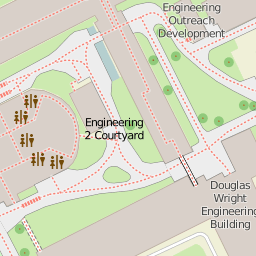 Engineering
Outreach
Development
Engineering
2 Courtyard
Douglas
Wright
Engineering
Building